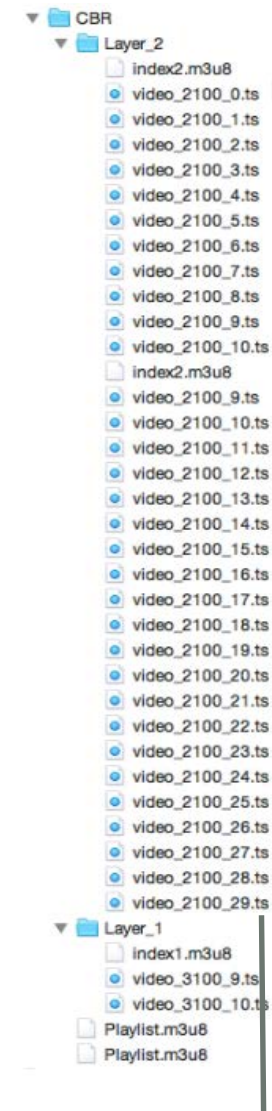 CBR
Layer_2
index2.m3u8
video_2100_0.ts
video_2100_1.ts
video_2100_2.ts
video_2100_3.ts
video_2100_4.ts
video_2100_5.ts
video_2100_6.ts
video_2100_7.ts
video_2100_8.ts
video_2100_9.ts
video_2100_10.ts
index2.m3u8
video_2100_9.ts
video_2100_10.ts
video_2100_11.ts
video_2100_12.ts
video_2100_13.ts
video_2100_14.ts
video_2100_15.ts
video_2100_16.ts
video_2100_17.ts
video_2100_18.ts
video_2100_19.ts
video_2100_20.ts
video_2100_21.ts
video_2100_22.ts
video_2100_23.ts
video_2100_24.ts
video_2100_25.ts
video_2100_26.ts
video_2100_27.ts
video_2100_28.ts
video_2100_29.ts
Layer_1
index1.m3u8
video_3100_9.ts
video_3100_10.ts
Playlist.m3u8
Playlist.m3u8